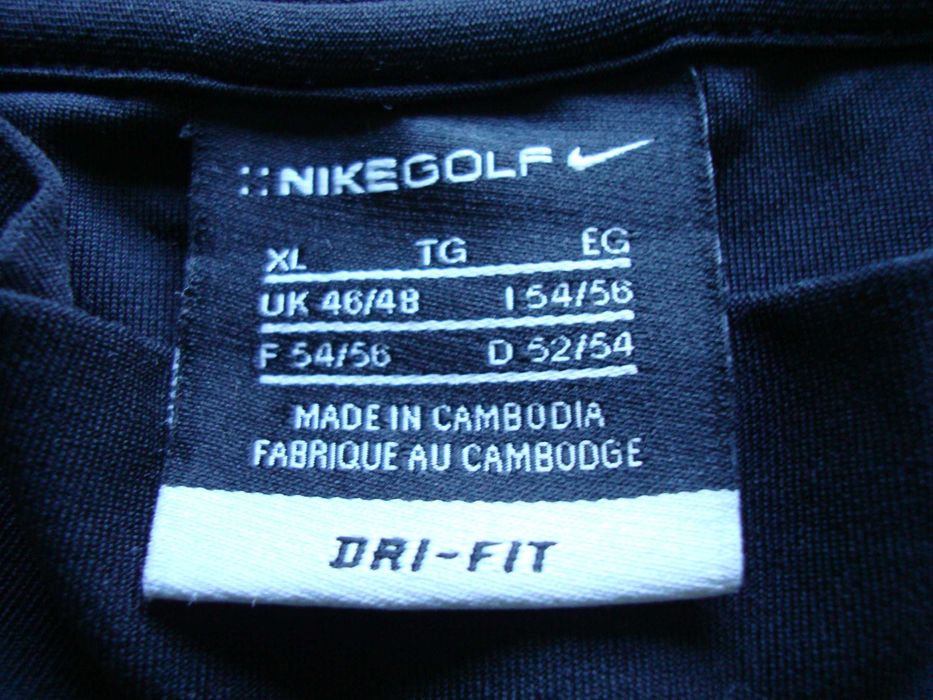 NIKEGOLF
XL TG EG
UK 46/48 I 54/56
F 54/56 D 52/54
MADE IN CAMBODIA
FABRIQUE AU CAMBODGE
DRI-FIT